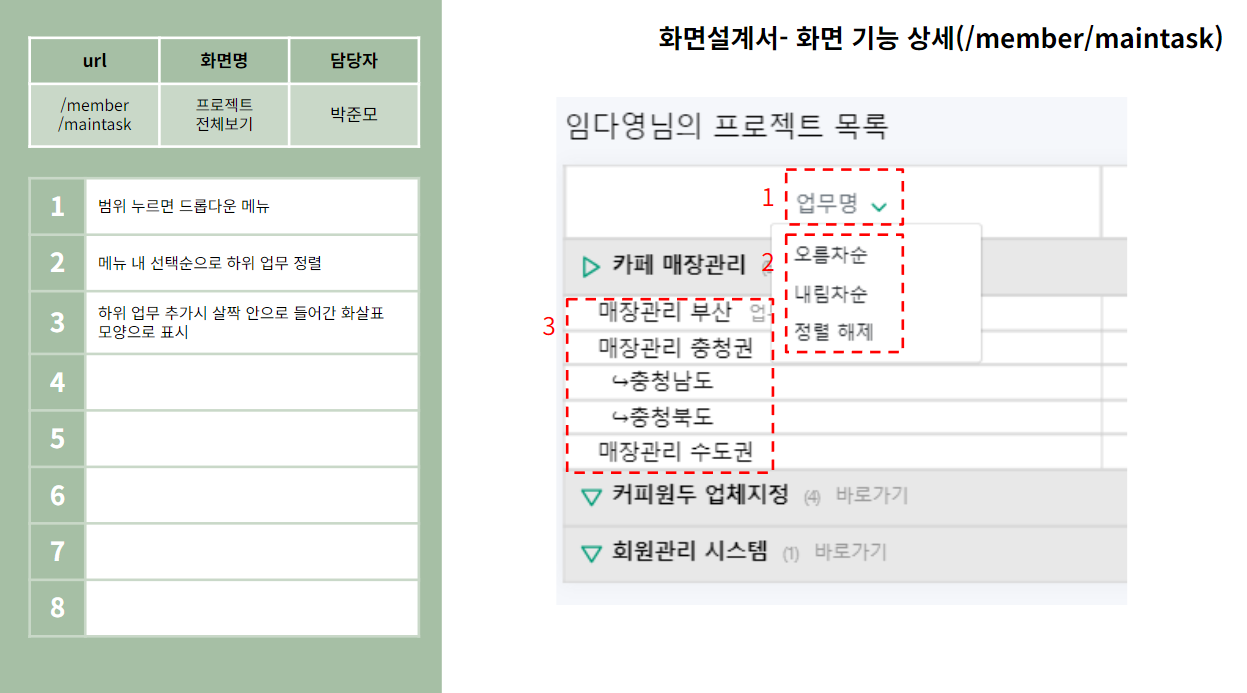 화면설계서- 화면 기능 상세(/member/maintask)
url 화면명 담당자
/member
/maintask
프로젝트
전체보기
박준모
1 범위 누르면 드롭다운 메뉴
2 메뉴 내 선택순으로 하위 업무 정렬
3 하위 업무 추가시 살짝 안으로 들어간 화살표
모양으로 표시
4
5
6
7
8
임다영님의 프로젝트 목록
1 업무명
2 오름차순
내림차순
정렬 해제
카페 매장관리
3 매장관리 부산
매장관리 충청권
↪충청남도
↪충청북도
매장관리 수도권
커피원두 업체지정 (4) 바로가기
회원관리 시스템 (1) 바로가기